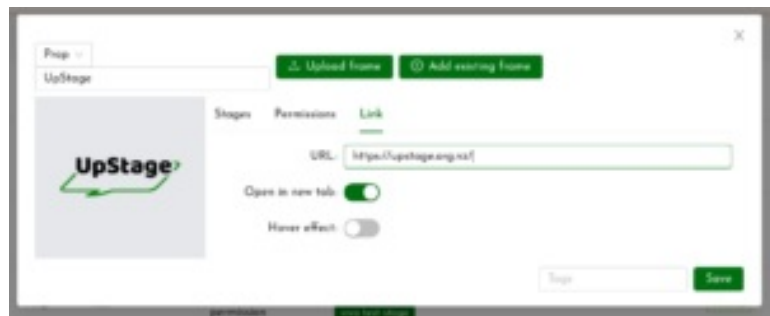 Prop
UpStage
Upload frame
Add existing frame
Stages Permissions Link
UpStage
URL: https://upstage.org.nz/
Open in new tab:
Hover effect:
Tags
Save
permission